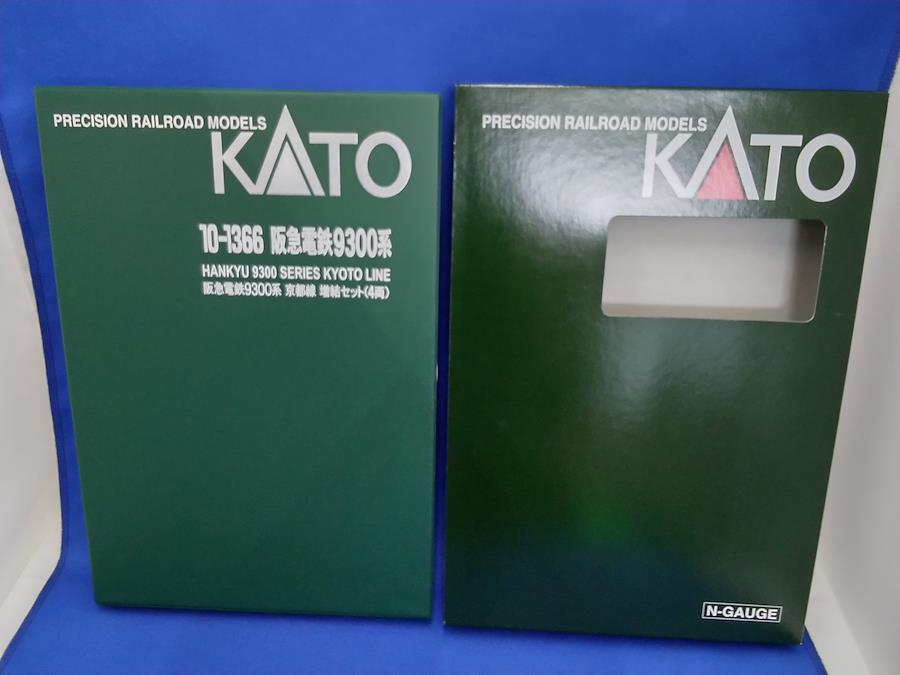 PRECISION RAILROAD MODELS
KATO
10-1366 阪急電鉄9300系
HANKYU 9300 SERIES KYOTO LINE
阪急電鉄9300系 京都線 増結セット(4両)
PRECISION RAILROAD MODELS
KATO
N-GAUGE